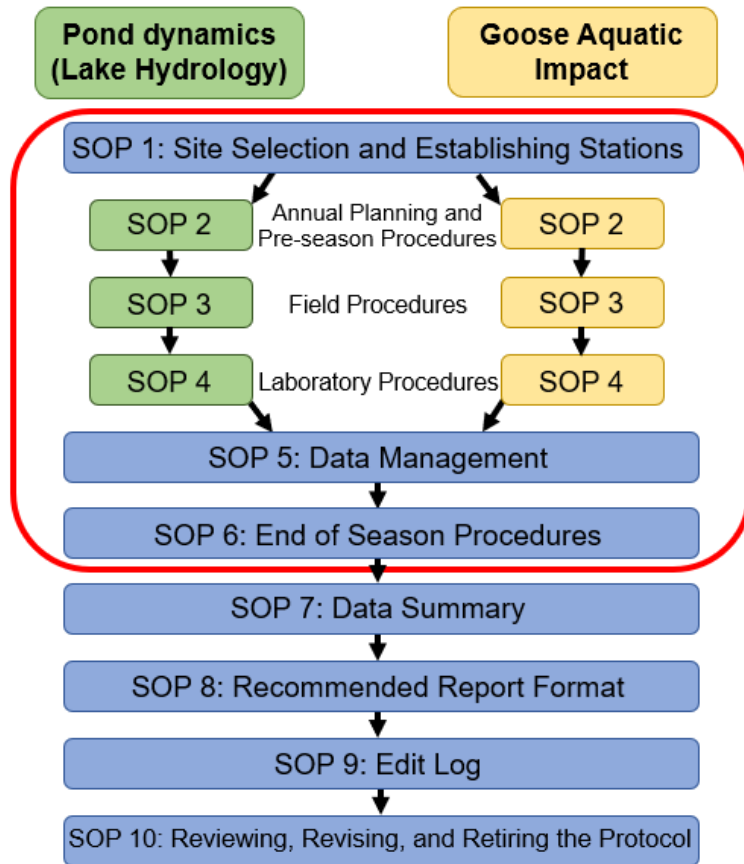 Pond dynamics
(Lake Hydrology)
Goose Aquatic
Impact
SOP 1: Site Selection and Establishing Stations
SOP 2
Annual Planning and
Pre-season Procedures
SOP 2
SOP 3
Field Procedures
SOP 3
SOP 4
Laboratory Procedures
SOP 4
SOP 5: Data Management
SOP 6: End of Season Procedures
SOP 7: Data Summary
SOP 8: Recommended Report Format
SOP 9: Edit Log
SOP 10: Reviewing, Revising, and Retiring the Protocol